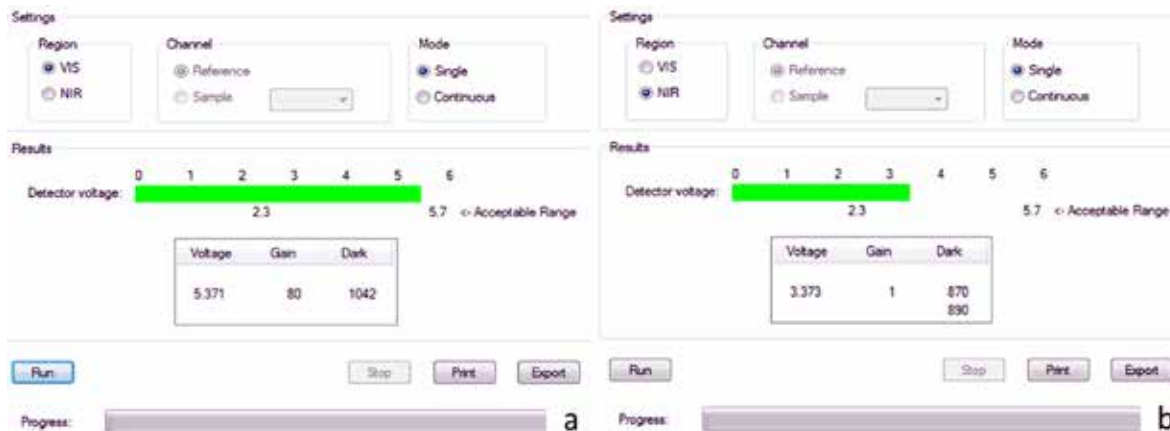 Settings
Region
Channel
Mode
VIS
Reference
Single
NIR
Sample
Continuous
Results
0 1 2 3 4 5 6
Detector voltage:
2.3 5.7 <- Acceptable Range
Voltage Gain Dark
5.371 80 1042
Run Stop Print Export
Progress: a
Settings
Region
Channel
Mode
VIS
Reference
Single
NIR
Sample
Continuous
Results
0 1 2 3 4 5 6
Detector voltage:
2.3 5.7 <- Acceptable Range
Voltage Gain Dark
3.373 1 870
890
Run Stop Print Export
Progress: b